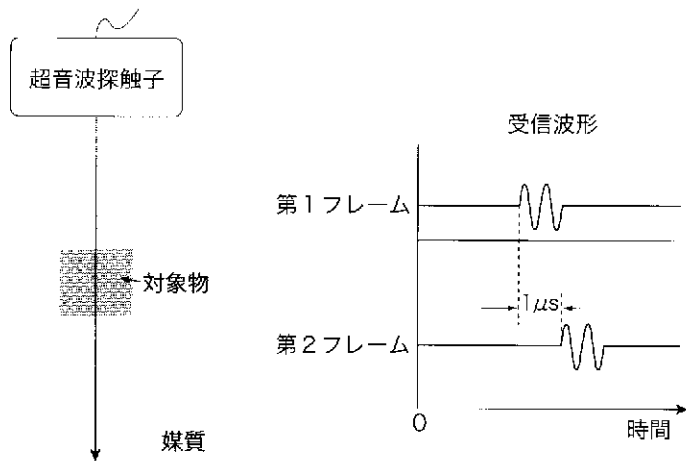 超音波探触子
対象物
媒質
受信波形
第1フレーム
1μs
第2フレーム
0
時間